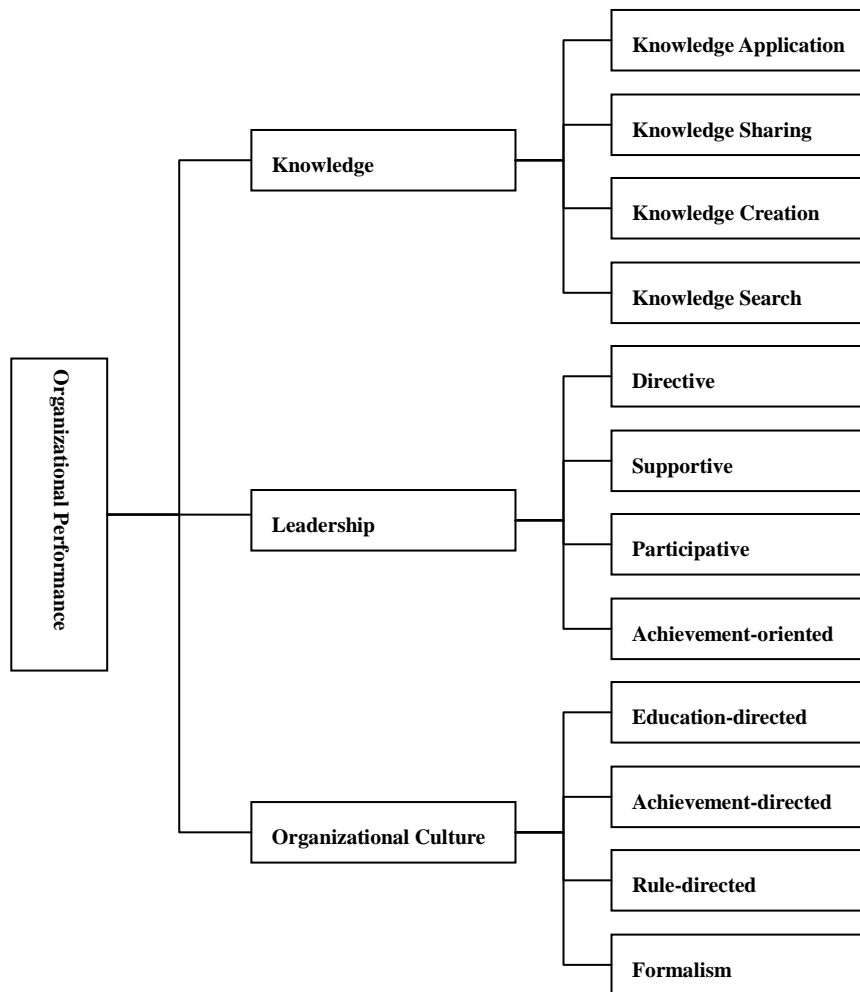 Organizational Performance
Knowledge
Knowledge Application
Knowledge Sharing
Knowledge Creation
Knowledge Search
Leadership
Directive
Supportive
Participative
Achievement-oriented
Organizational Culture
Education-directed
Achievement-directed
Rule-directed
Formalism